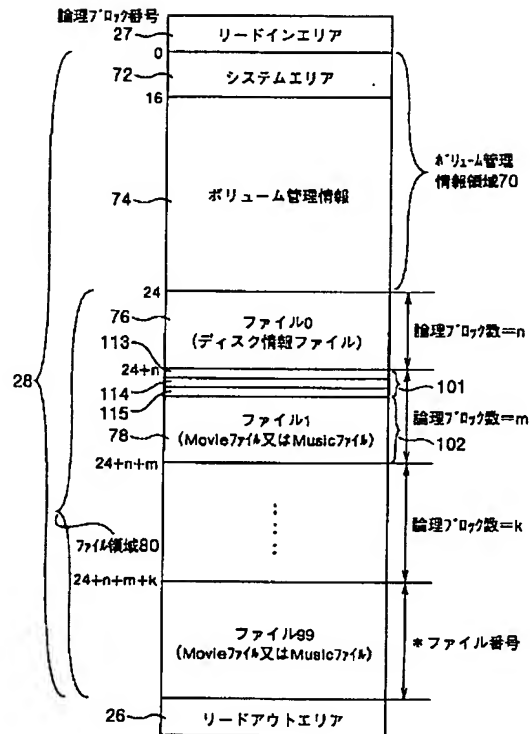 論理ブロック番号
27
リードインエリア
0
72
システムエリア
16
74
ボリューム管理情報
ボリューム管理
情報領域70
24
76
ファイル0
(ディスク情報ファイル)
論理ブロック数=n
113
24+n
101
114
115
28
78
ファイル1
(Movieファイル又はMusicファイル)
論理ブロック数=m
102
24+n+m
ファイル領域80
論理ブロック数=k
24+n+m+k
ファイル99
(Movieファイル又はMusicファイル)
*ファイル番号
26
リードアウトエリア